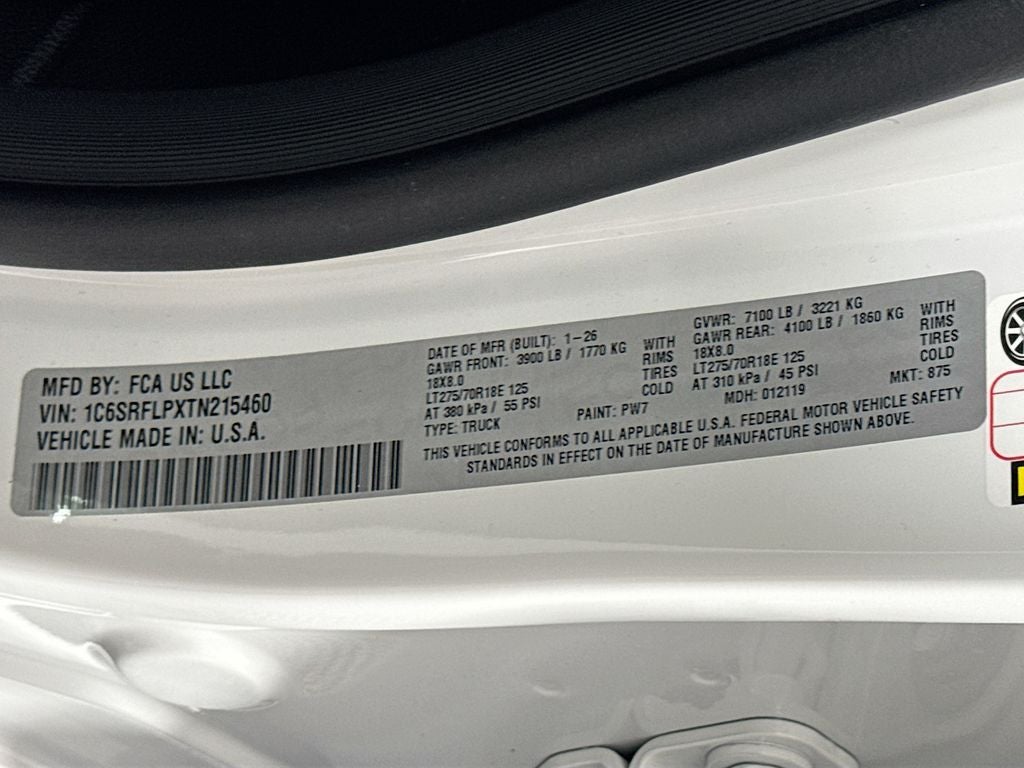 MFD BY: FCA US LLC
VIN: 1C6SRFLPXTN215460
VEHICLE MADE IN: U.S.A.
DATE OF MFR (BUILT): 1-26
GAWR FRONT: 3900 LB / 1770 KG WITH
18X8.0 RIMS
LT275/70R18E 125 TIRES
AT 380 kPa / 55 PSI COLD
TYPE: TRUCK
PAINT: PW7
GVWR: 7100 LB / 3221 KG
GAWR REAR: 4100 LB / 1860 KG WITH
18X8.0 RIMS
LT275/70R18E 125 TIRES
AT 310 kPa / 45 PSI COLD
MDH: 012119
MKT: 875
THIS VEHICLE CONFORMS TO ALL APPLICABLE U.S.A. FEDERAL MOTOR VEHICLE SAFETY
STANDARDS IN EFFECT ON THE DATE OF MANUFACTURE SHOWN ABOVE.